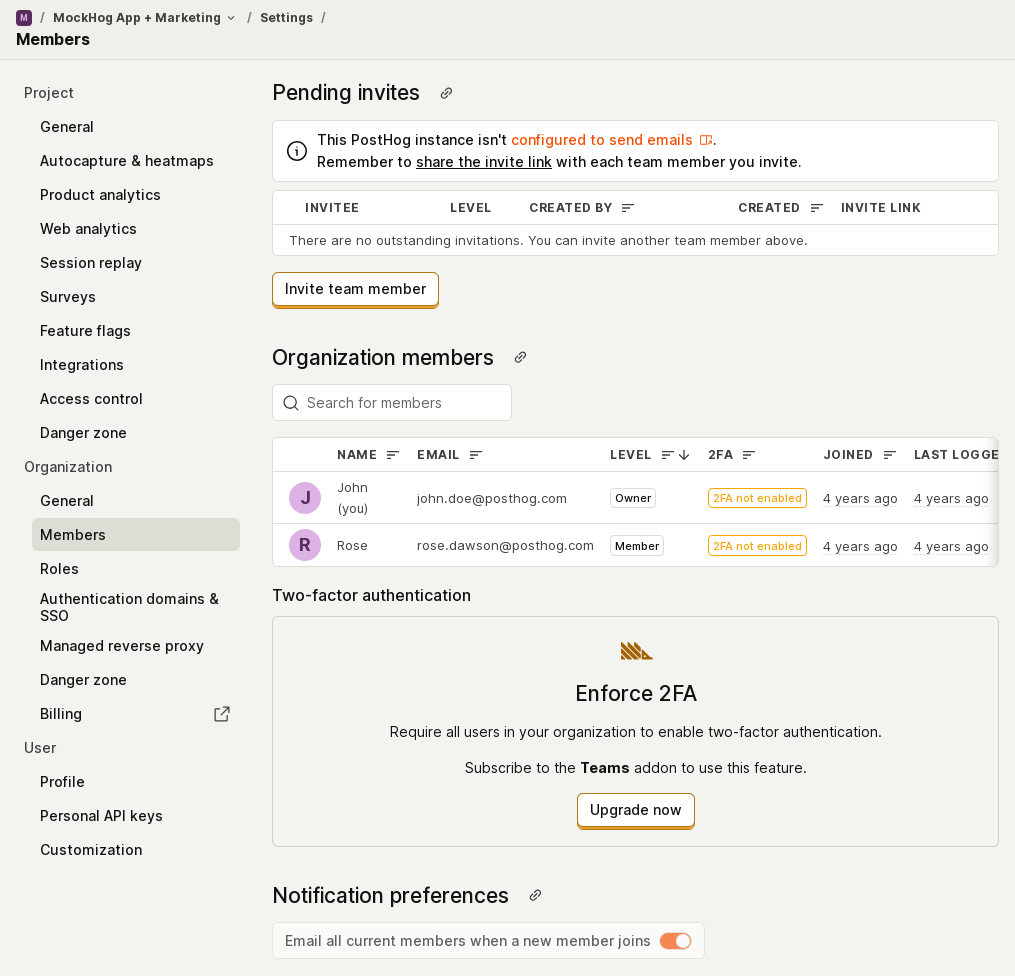 M / MockHog App + Marketing / Settings /
Members
Project
General
Autocapture & heatmaps
Product analytics
Web analytics
Session replay
Surveys
Feature flags
Integrations
Access control
Danger zone
Organization
General
Members
Roles
Authentication domains &
SSO
Managed reverse proxy
Danger zone
Billing
User
Profile
Personal API keys
Customization
Pending invites
This PostHog instance isn't configured to send emails.
Remember to share the invite link with each team member you invite.
INVITEE LEVEL CREATED BY CREATED INVITE LINK
There are no outstanding invitations. You can invite another team member above.
Invite team member
Organization members
Search for members
NAME EMAIL LEVEL 2FA JOINED LAST LOGGE
J John (you) john.doe@posthog.com Owner 2FA not enabled 4 years ago 4 years ago
R Rose rose.dawson@posthog.com Member 2FA not enabled 4 years ago 4 years ago
Two-factor authentication
Enforce 2FA
Require all users in your organization to enable two-factor authentication.
Subscribe to the Teams addon to use this feature.
Upgrade now
Notification preferences
Email all current members when a new member joins